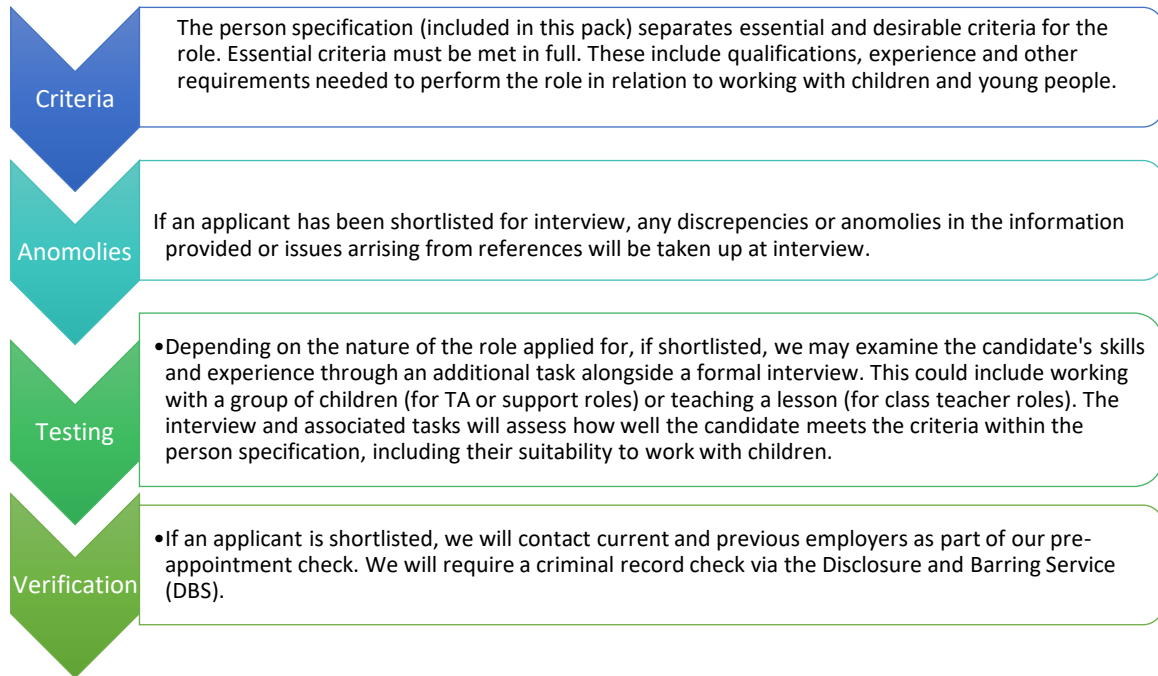 Criteria
The person specification (included in this pack) separates essential and desirable criteria for the
role. Essential criteria must be met in full. These include qualifications, experience and other
requirements needed to perform the role in relation to working with children and young people.
Anomolies
If an applicant has been shortlisted for interview, any discrepencies or anomolies in the information
provided or issues arrising from references will be taken up at interview.
Testing
•Depending on the nature of the role applied for, if shortlisted, we may examine the candidate's skills
and experience through an additional task alongside a formal interview. This could include working
with a group of children (for TA or support roles) or teaching a lesson (for class teacher roles). The
interview and associated tasks will assess how well the candidate meets the criteria within the
person specification, including their suitability to work with children.
Verification
•If an applicant is shortlisted, we will contact current and previous employers as part of our pre-
appointment check. We will require a criminal record check via the Disclosure and Barring Service
(DBS).